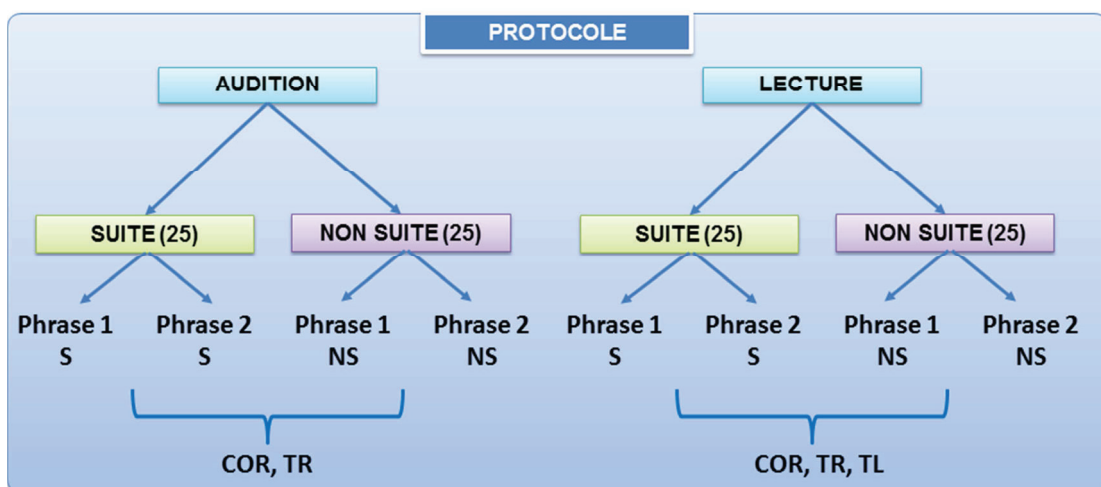 PROTOCOLE
AUDITION
LECTURE
SUITE (25)
NON SUITE (25)
SUITE (25)
NON SUITE (25)
Phrase 1
S
Phrase 2
S
Phrase 1
NS
Phrase 2
NS
Phrase 1
S
Phrase 2
S
Phrase 1
NS
Phrase 2
NS
COR, TR
COR, TR, TL